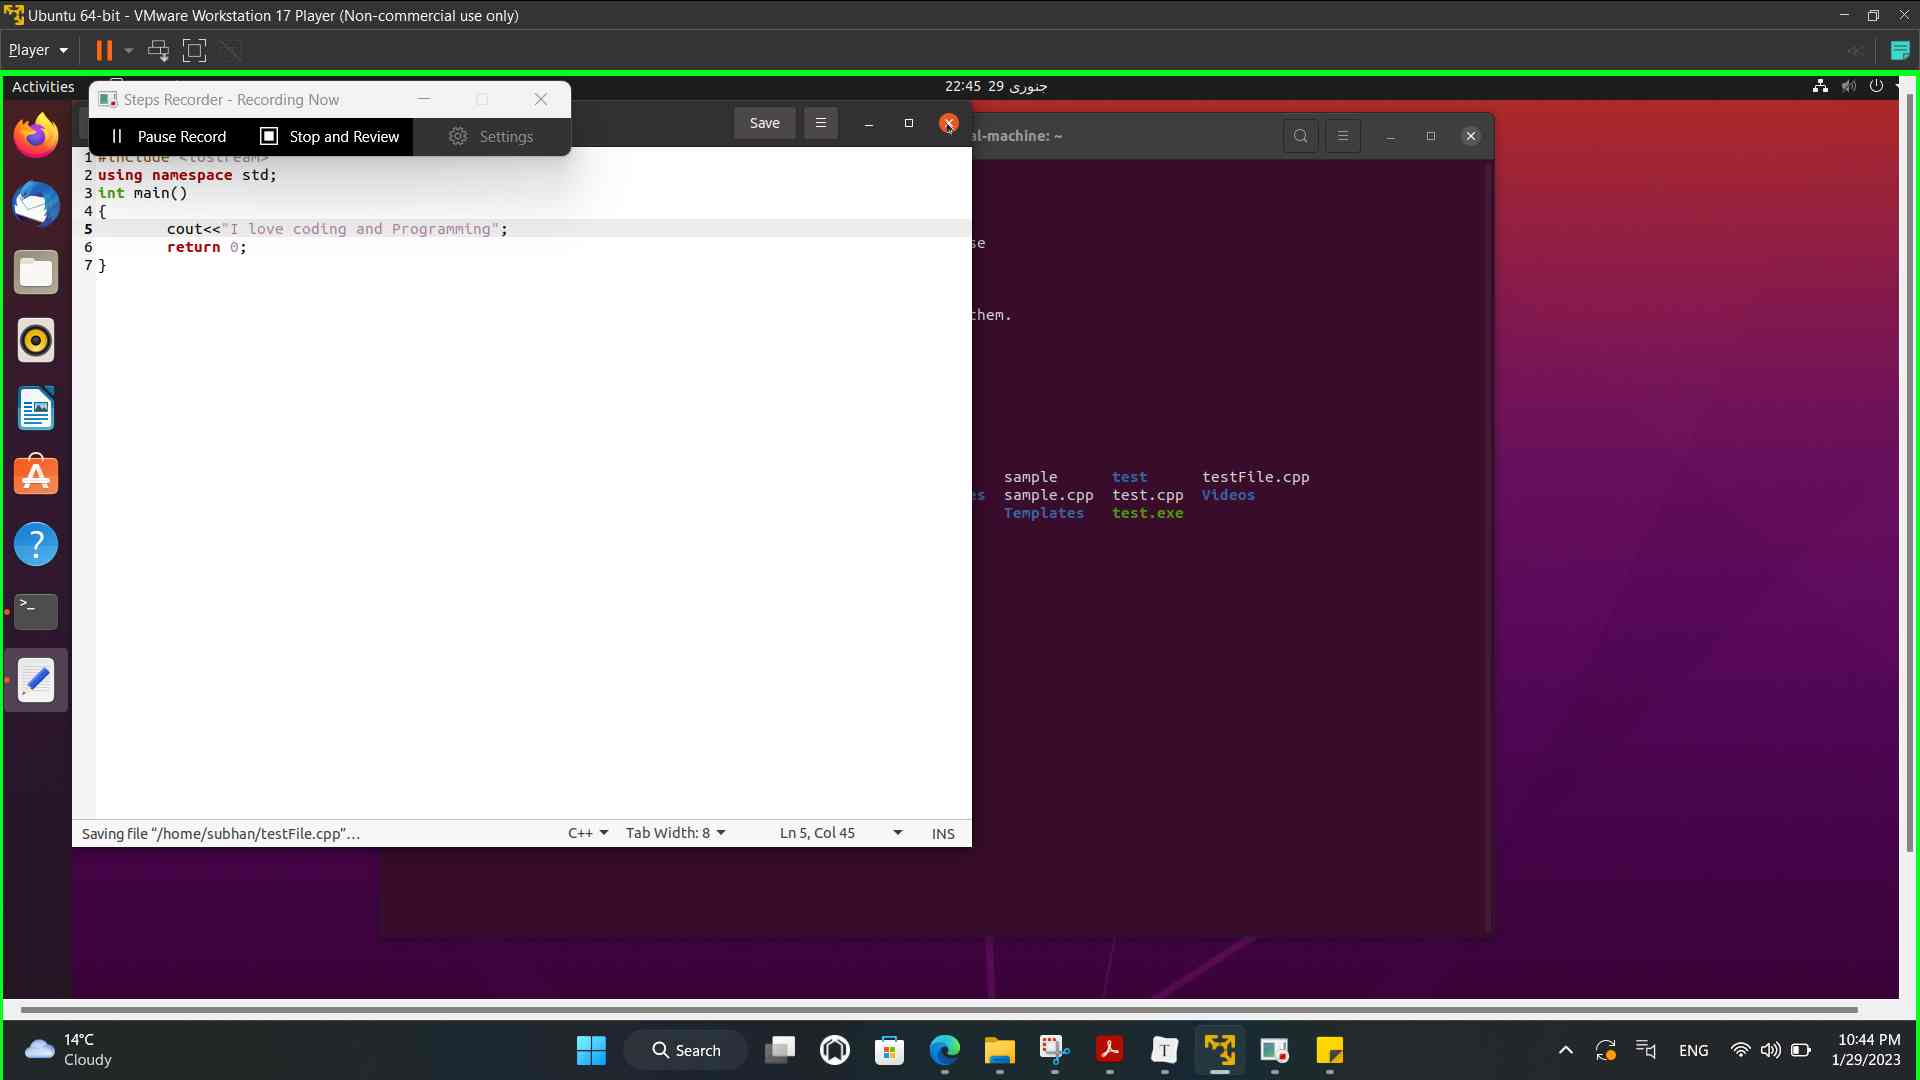 Ubuntu 64-bit - VMware Workstation 17 Player (Non-commercial use only)
Player
Activities
22:45 29 جنوری
Steps Recorder - Recording Now
Pause Record
Stop and Review
Settings
Save
al-machine: ~
1 #include <iostream>
2 using namespace std;
3 int main()
4 {
5 cout<<"I love coding and Programming";
6 return 0;
7 }
se
them.
sample test testFile.cpp
es sample.cpp test.cpp Videos
Templates test.exe
Saving file "/home/subhan/testFile.cpp"…
C++
Tab Width: 8
Ln 5, Col 45
INS
14°C
Cloudy
Search
ENG
10:44 PM
1/29/2023